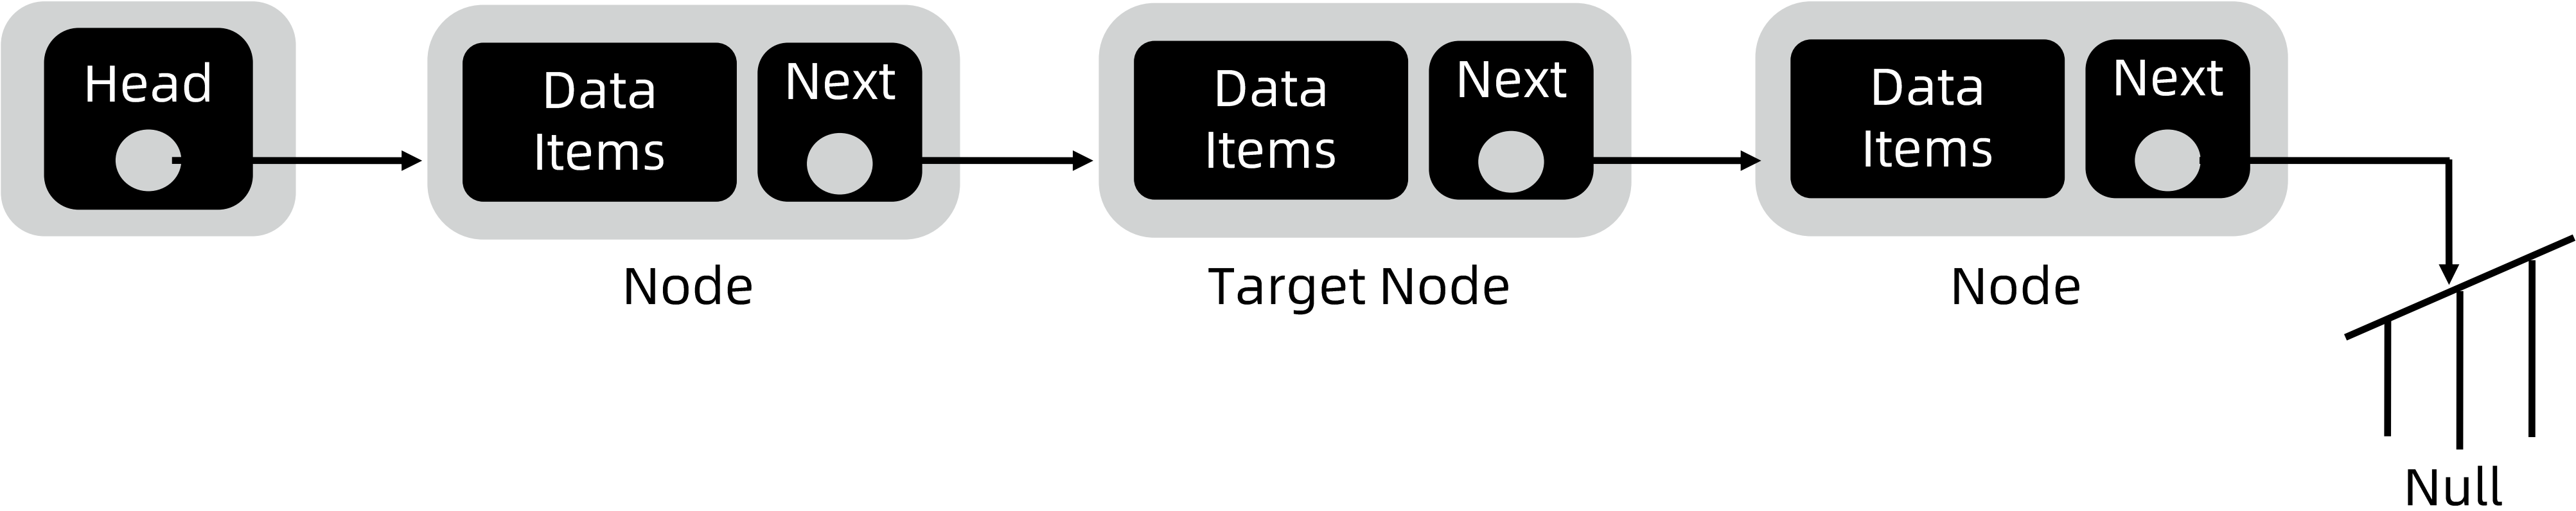 Head
Data
Items
Next
Data
Items
Next
Data
Items
Next
Node
Target Node
Node
Null